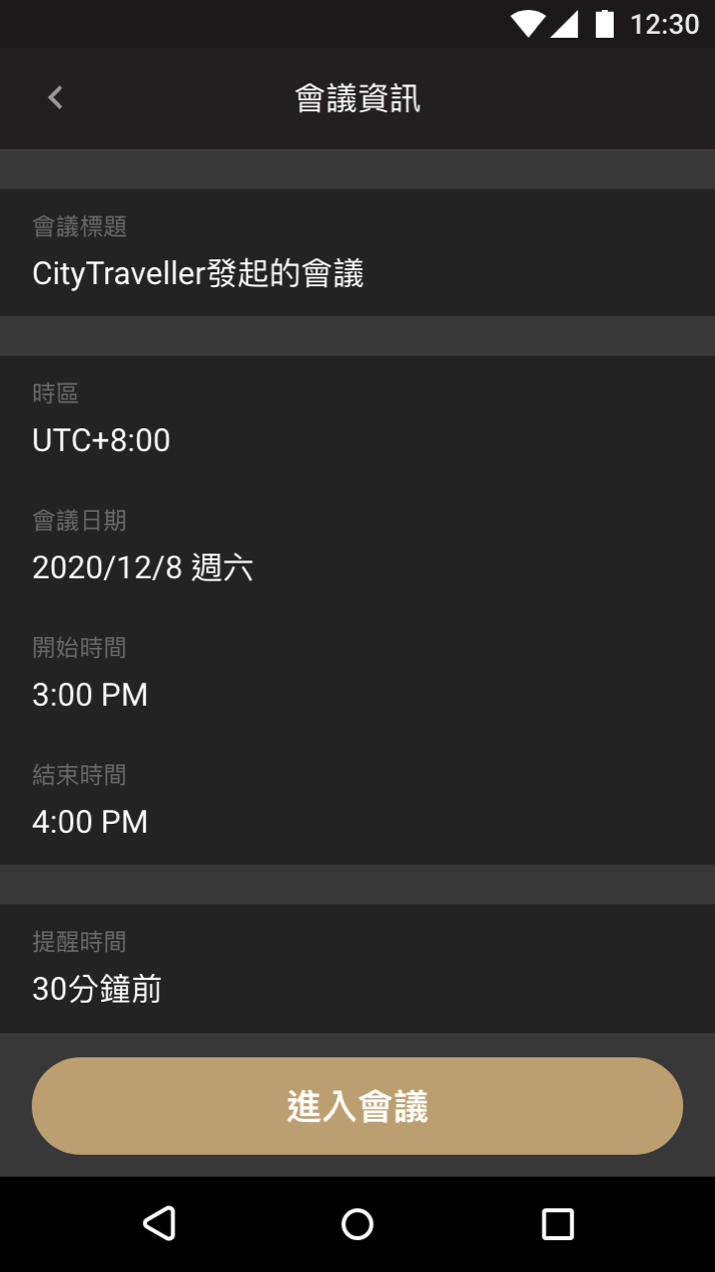 12:30
會議資訊
會議標題
CityTraveller發起的會議
時區
UTC+8:00
會議日期
2020/12/8 週六
開始時間
3:00 PM
結束時間
4:00 PM
提醒時間
30分鐘前
進入會議